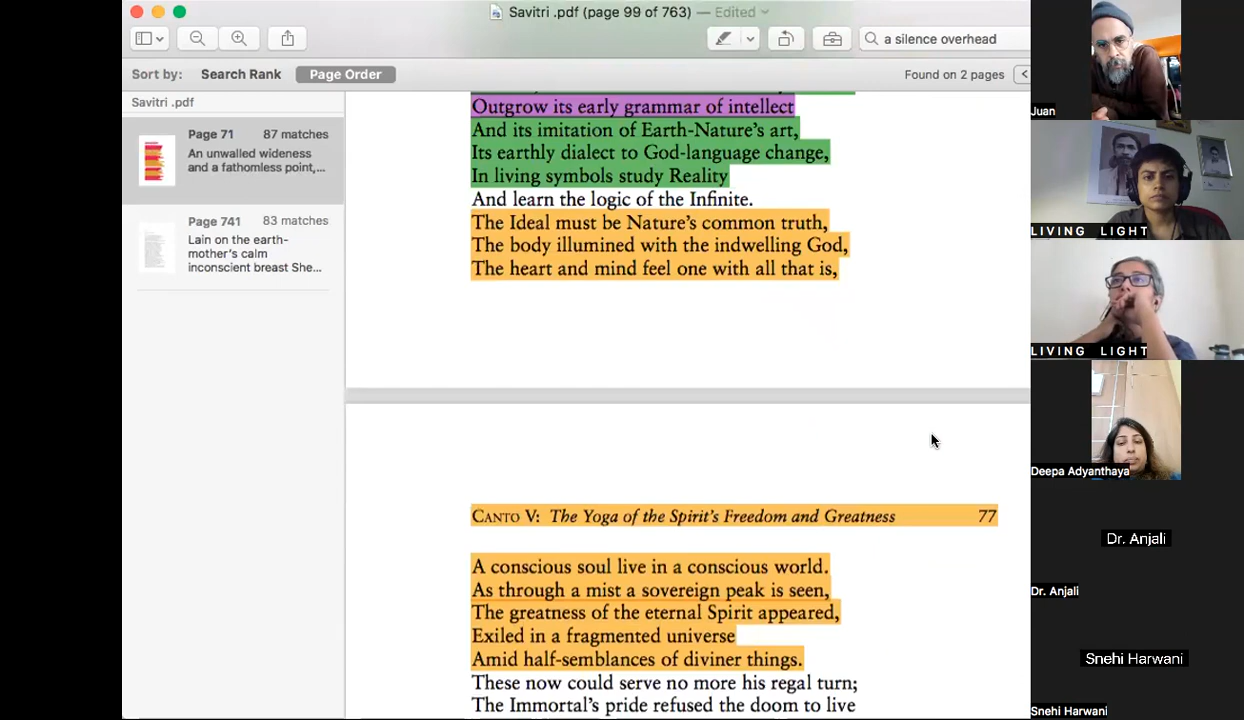 Savitri .pdf (page 99 of 763) — Edited
a silence overhead
Sort by: Search Rank Page Order
Found on 2 pages
Savitri .pdf
Page 71 87 matches
An unwalled wideness
and a fathomless point,...
Page 741 83 matches
Lain on the earth-
mother's calm
inconscient breast She...
Outgrow its early grammar of intellect
And its imitation of Earth-Nature's art,
Its earthly dialect to God-language change,
In living symbols study Reality
And learn the logic of the Infinite.
The Ideal must be Nature's common truth,
The body illumined with the indwelling God,
The heart and mind feel one with all that is,
CANTO V: The Yoga of the Spirit's Freedom and Greatness 77
A conscious soul live in a conscious world.
As through a mist a sovereign peak is seen,
The greatness of the eternal Spirit appeared,
Exiled in a fragmented universe
Amid half-semblances of diviner things.
These now could serve no more his regal turn;
The Immortal's pride refused the doom to live
Juan
LIVING LIGHT
LIVING LIGHT
Deepa Adyanthaya
Dr. Anjali
Dr. Anjali
Snehi Harwani
Snehi Harwani